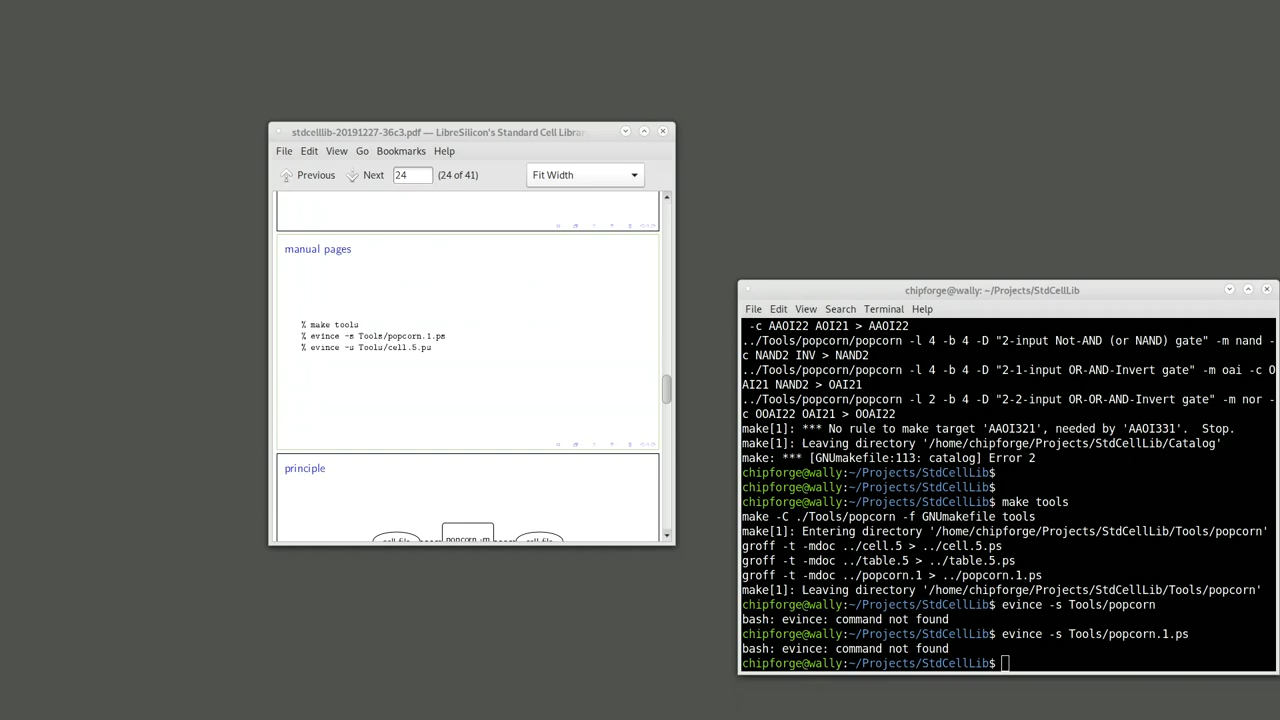 stdcelllib-20191227-36c3.pdf — LibreSilicon's Standard Cell Librar
File Edit View Go Bookmarks Help
Previous Next 24 (24 of 41) Fit Width
manual pages
% make tools
% evince -s Tools/popcorn.1.ps
% evince -s Tools/cell.5.ps
principle
cell file popcorn -m cell file
chipforge@wally: ~/Projects/StdCellLib
File Edit View Search Terminal Help
-c AAOI22 AOI21 > AAOI22
../Tools/popcorn/popcorn -l 4 -b 4 -D "2-input Not-AND (or NAND) gate" -m nand -
c NAND2 INV > NAND2
../Tools/popcorn/popcorn -l 4 -b 4 -D "2-1-input OR-AND-Invert gate" -m oai -c O
AI21 NAND2 > OAI21
../Tools/popcorn/popcorn -l 2 -b 4 -D "2-2-input OR-OR-AND-Invert gate" -m nor -
c OOAI22 OAI21 > OOAI22
make[1]: *** No rule to make target 'AAOI321', needed by 'AAOI331'.  Stop.
make[1]: Leaving directory '/home/chipforge/Projects/StdCellLib/Catalog'
make: *** [GNUmakefile:113: catalog] Error 2
chipforge@wally:~/Projects/StdCellLib$
chipforge@wally:~/Projects/StdCellLib$
chipforge@wally:~/Projects/StdCellLib$ make tools
make -C ./Tools/popcorn -f GNUmakefile tools
make[1]: Entering directory '/home/chipforge/Projects/StdCellLib/Tools/popcorn'
groff -t -mdoc ../cell.5 > ../cell.5.ps
groff -t -mdoc ../table.5 > ../table.5.ps
groff -t -mdoc ../popcorn.1 > ../popcorn.1.ps
make[1]: Leaving directory '/home/chipforge/Projects/StdCellLib/Tools/popcorn'
chipforge@wally:~/Projects/StdCellLib$ evince -s Tools/popcorn
bash: evince: command not found
chipforge@wally:~/Projects/StdCellLib$ evince -s Tools/popcorn.1.ps
bash: evince: command not found
chipforge@wally:~/Projects/StdCellLib$